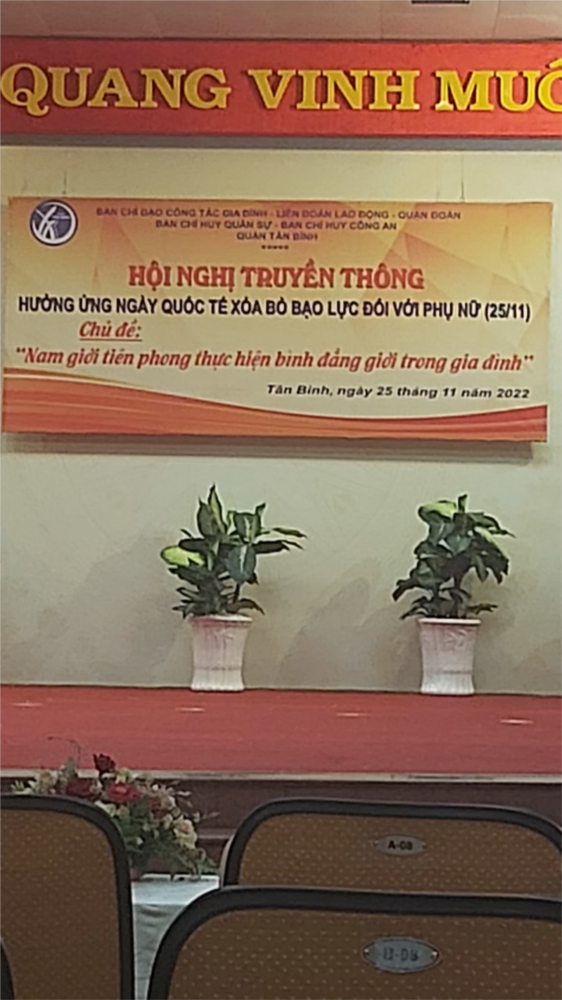 QUANG VINH MUÔ
BAN CHỈ ĐẠO CÔNG TÁC GIA ĐÌNH - LIÊN ĐOÀN LAO ĐỘNG - QUẬN ĐOÀN
BAN CHỈ HUY QUÂN SỰ - BAN CHỈ HUY CÔNG AN
QUẬN TÂN BÌNH
*****
HỘI NGHỊ TRUYỀN THÔNG
HƯỞNG ỨNG NGÀY QUỐC TẾ XÓA BỎ BẠO LỰC ĐỐI VỚI PHỤ NỮ (25/11)
Chủ đề:
"Nam giới tiên phong thực hiện bình đẳng giới trong gia đình"
Tân Bình, ngày 25 tháng 11 năm 2022
A-08